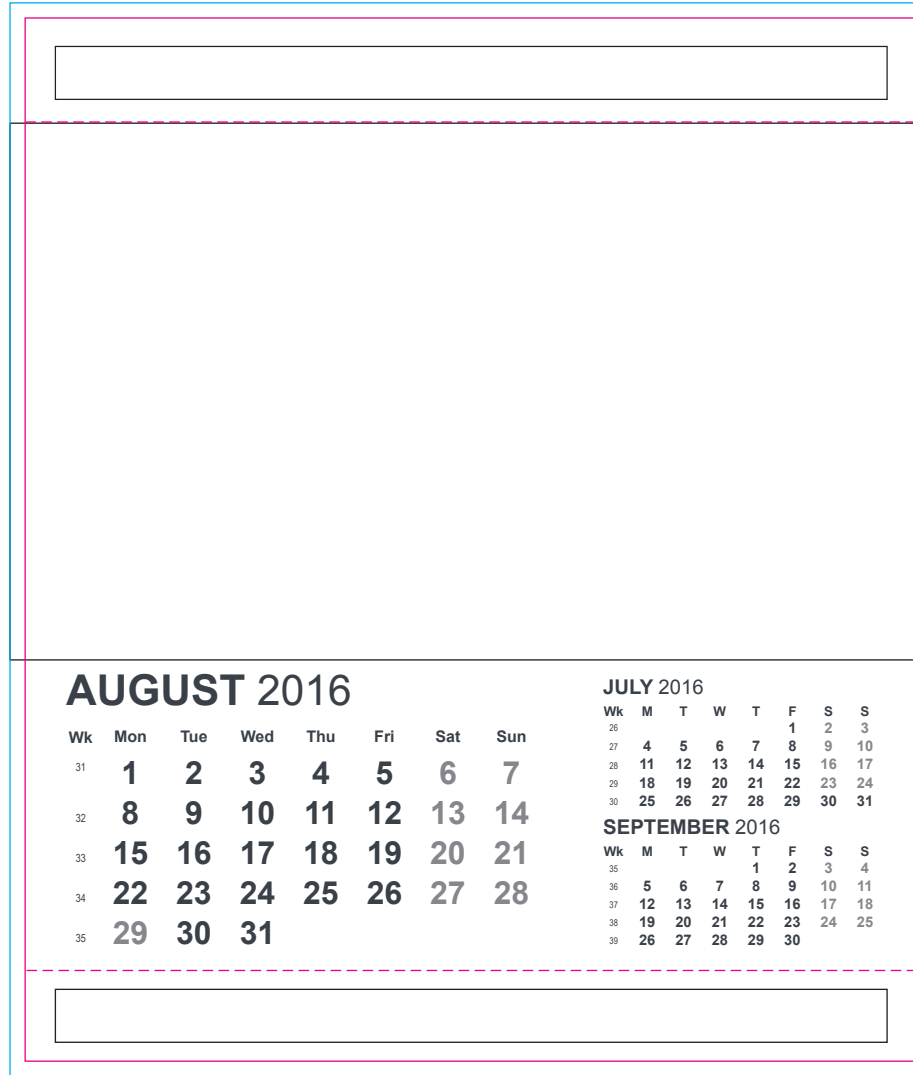 AUGUST 2016
Wk Mon Tue Wed Thu Fri Sat Sun
31 1 2 3 4 5 6 7
32 8 9 10 11 12 13 14
33 15 16 17 18 19 20 21
34 22 23 24 25 26 27 28
35 29 30 31
JULY 2016
Wk M T W T F S S
26 1 2 3
27 4 5 6 7 8 9 10
28 11 12 13 14 15 16 17
29 18 19 20 21 22 23 24
30 25 26 27 28 29 30 31
SEPTEMBER 2016
Wk M T W T F S S
35 1 2 3 4
36 5 6 7 8 9 10 11
37 12 13 14 15 16 17 18
38 19 20 21 22 23 24 25
39 26 27 28 29 30